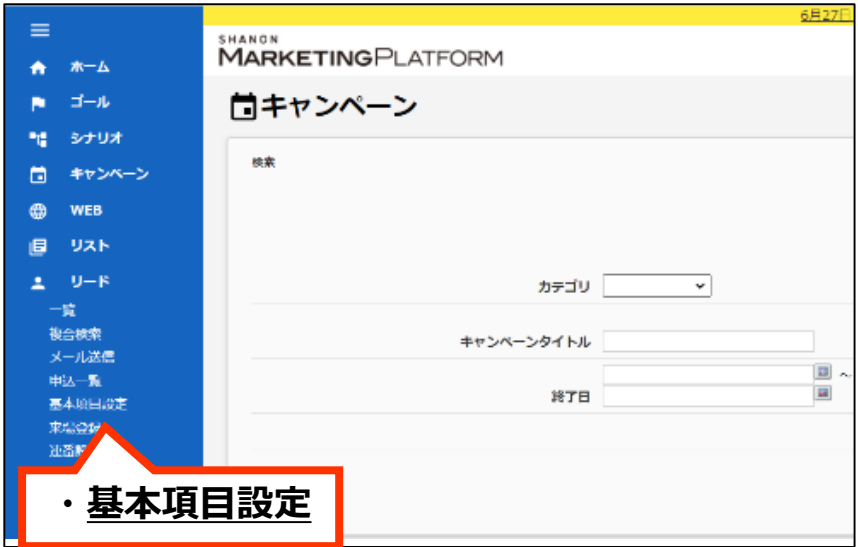 6月27日
SHANON
MARKETINGPLATFORM
ホーム
ゴール
シナリオ
キャンペーン
WEB
リスト
リード
一覧
複合検索
メール送信
申込一覧
基本項目設定
来場登録
キャンペーン
検索
カテゴリ
キャンペーンタイトル
～
終了日
・基本項目設定